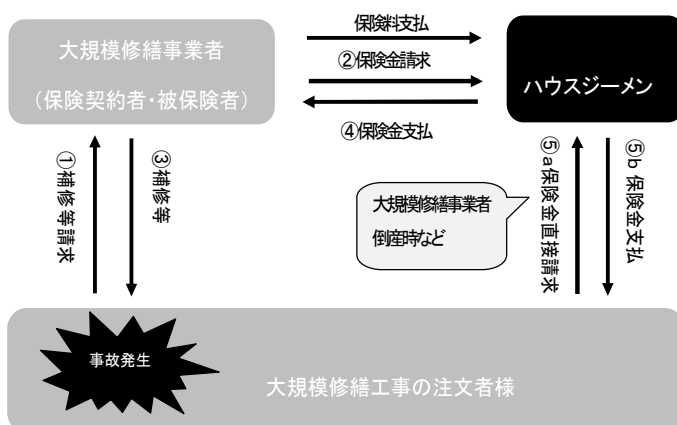 大規模修繕事業者
（保険契約者・被保険者）
保険料支払
②保険金請求
④保険金支払
ハウスジーメン
①補修等請求
③補修等
大規模修繕事業者
倒産時など
⑤a保険金直接請求
⑤b 保険金支払
事故発生
大規模修繕工事の注文者様